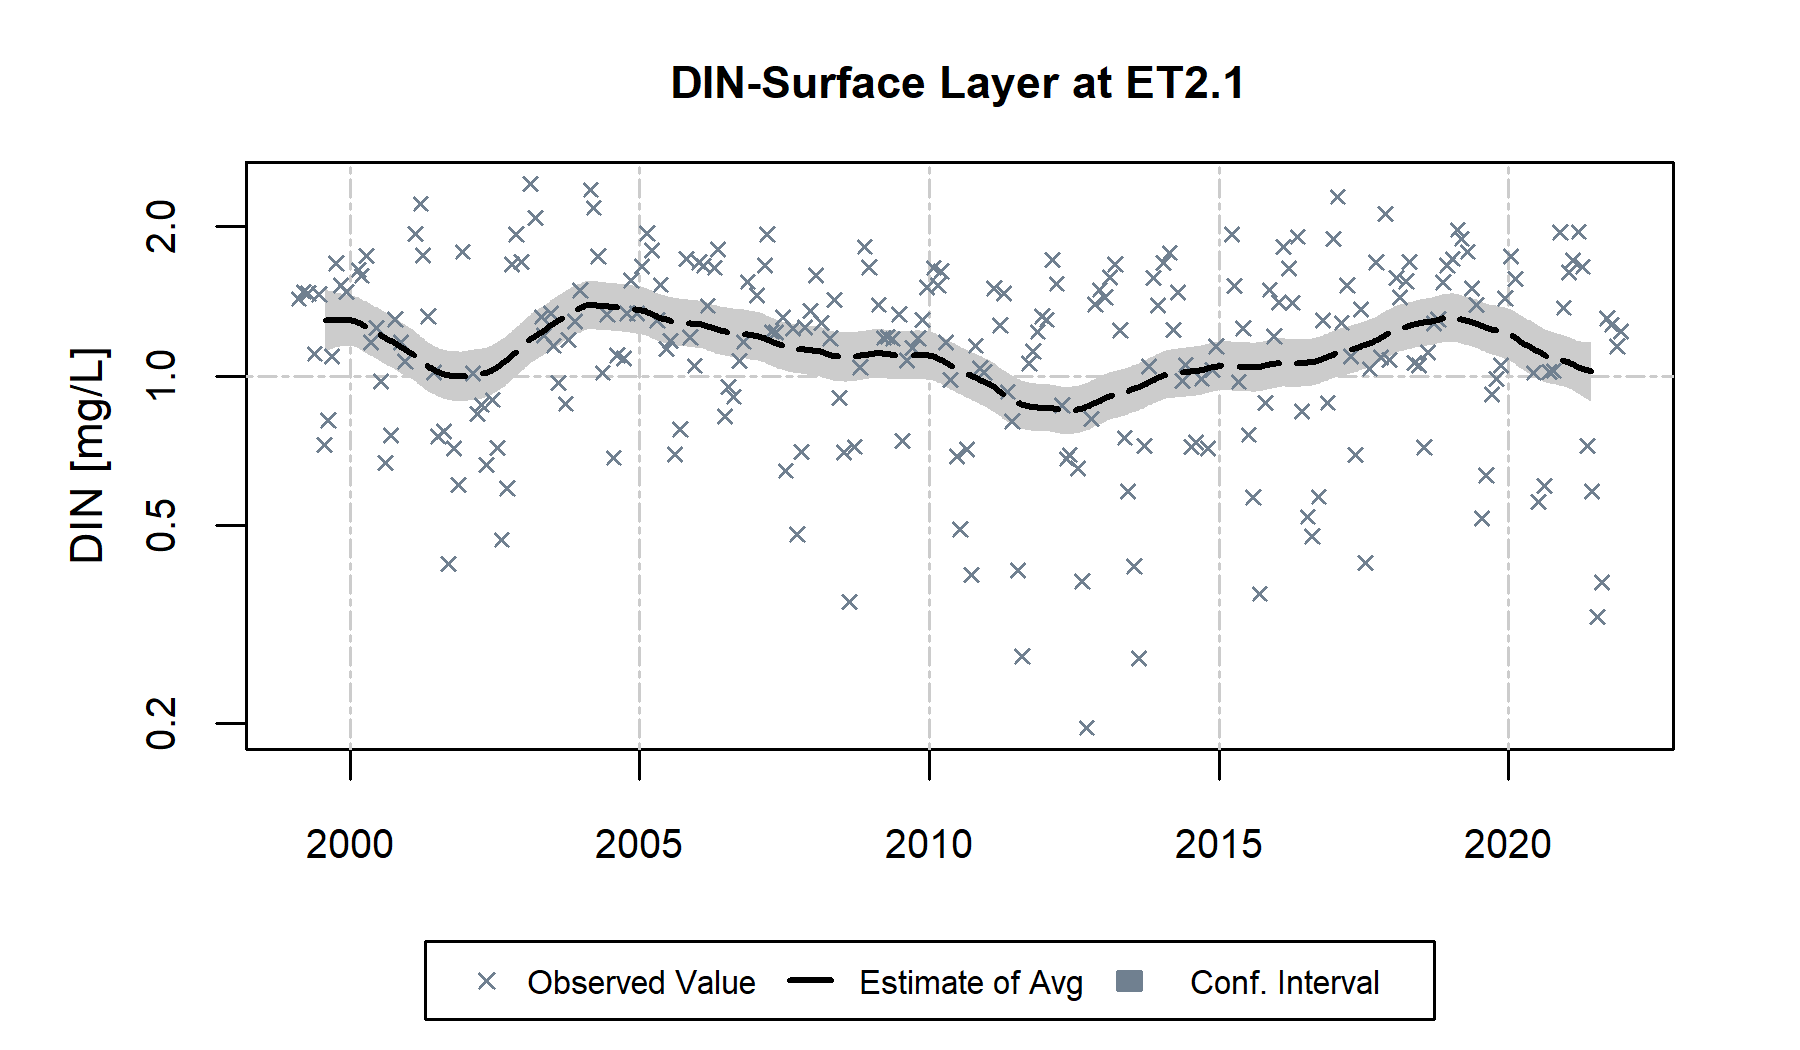 DIN-Surface Layer at ET2.1
DIN [mg/L]
2.0
1.0
0.5
0.2
2000 2005 2010 2015 2020
Observed Value Estimate of Avg Conf. Interval